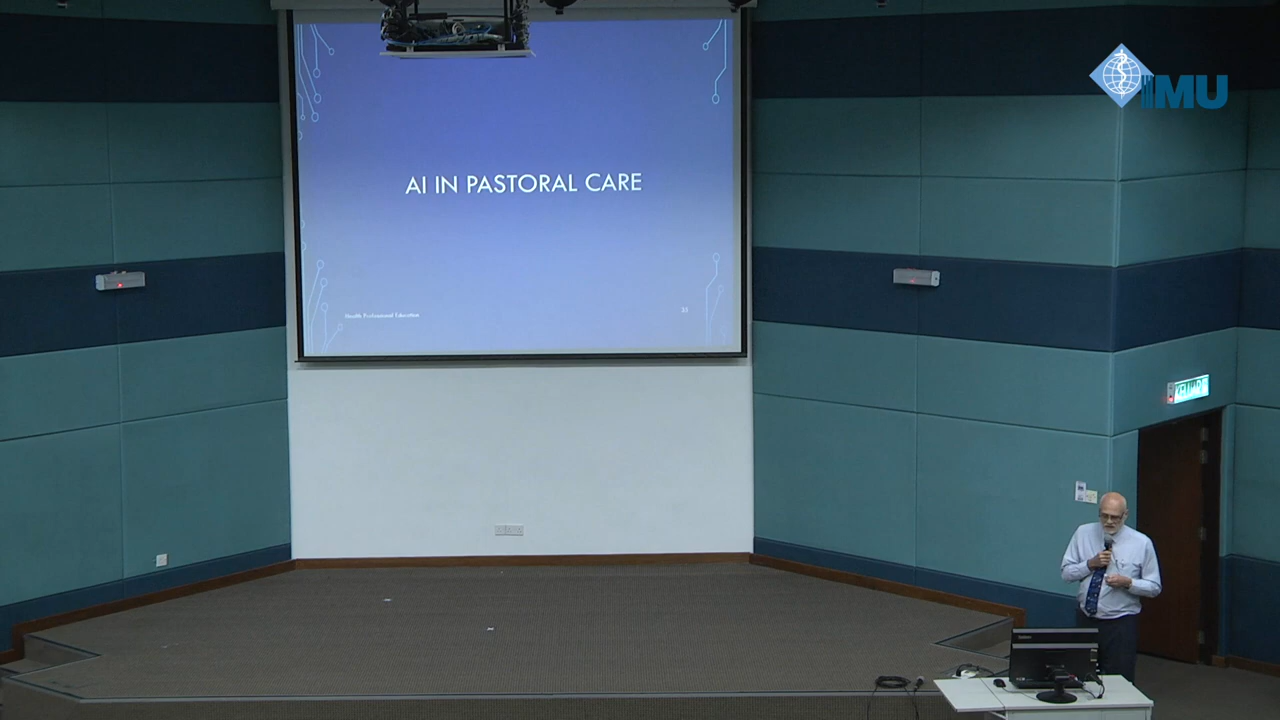 AI IN PASTORAL CARE
Health Professional Education
35
IMU
KELUAR